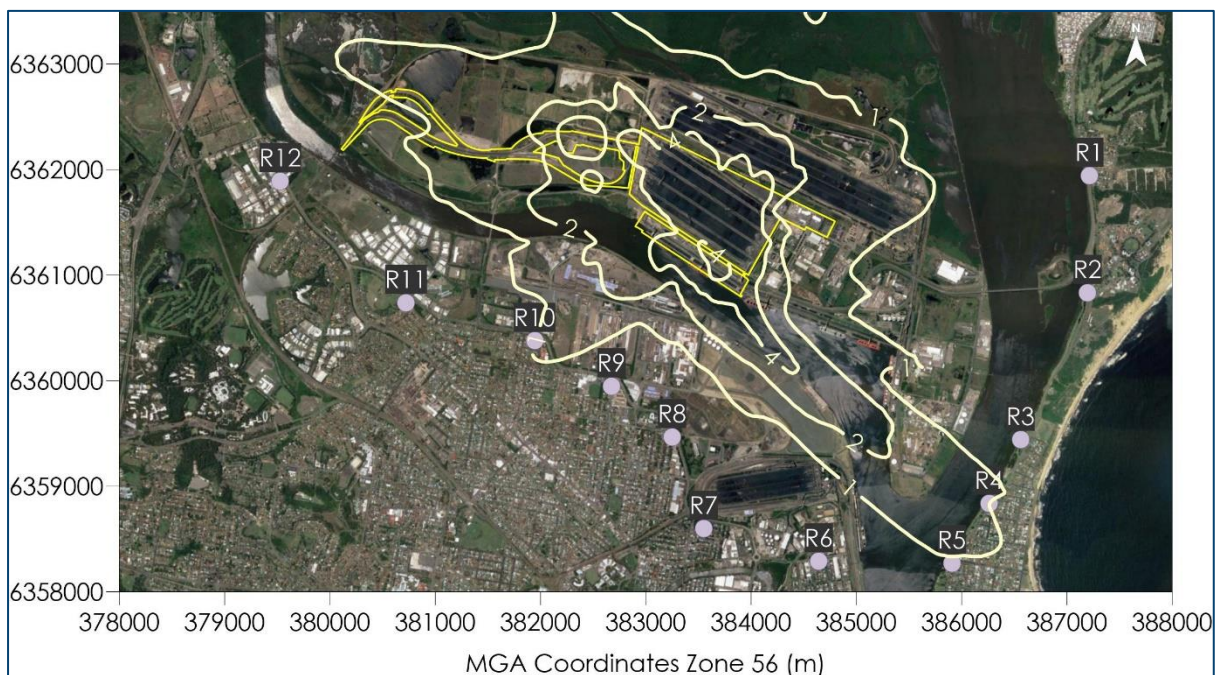 N
6363000
6362000
6361000
6360000
6359000
6358000
1
2
4
R1
R12
2
4
R2
R11
R10
1
4
R9
R8
2
R3
1
R4
R7
R6
R5
378000 379000 380000 381000 382000 383000 384000 385000 386000 387000 388000
MGA Coordinates Zone 56 (m)